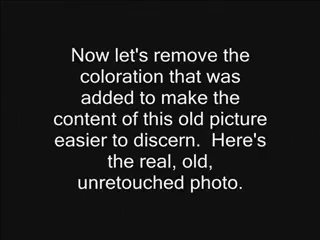 Now let's remove the
coloration that was
added to make the
content of this old picture
easier to discern.  Here's
the real, old,
unretouched photo.